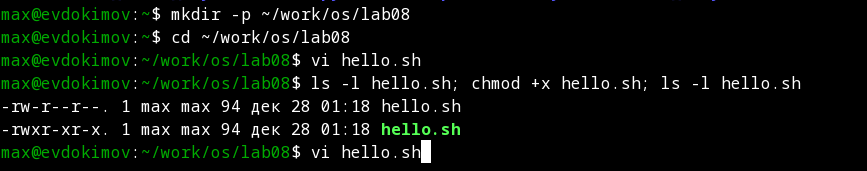 max@evdokimov:~$ mkdir -p ~/work/os/lab08
max@evdokimov:~$ cd ~/work/os/lab08
max@evdokimov:~/work/os/lab08$ vi hello.sh
max@evdokimov:~/work/os/lab08$ ls -l hello.sh; chmod +x hello.sh; ls -l hello.sh
-rw-r--r--. 1 max max 94 дек 28 01:18 hello.sh
-rwxr-xr-x. 1 max max 94 дек 28 01:18 hello.sh
max@evdokimov:~/work/os/lab08$ vi hello.sh